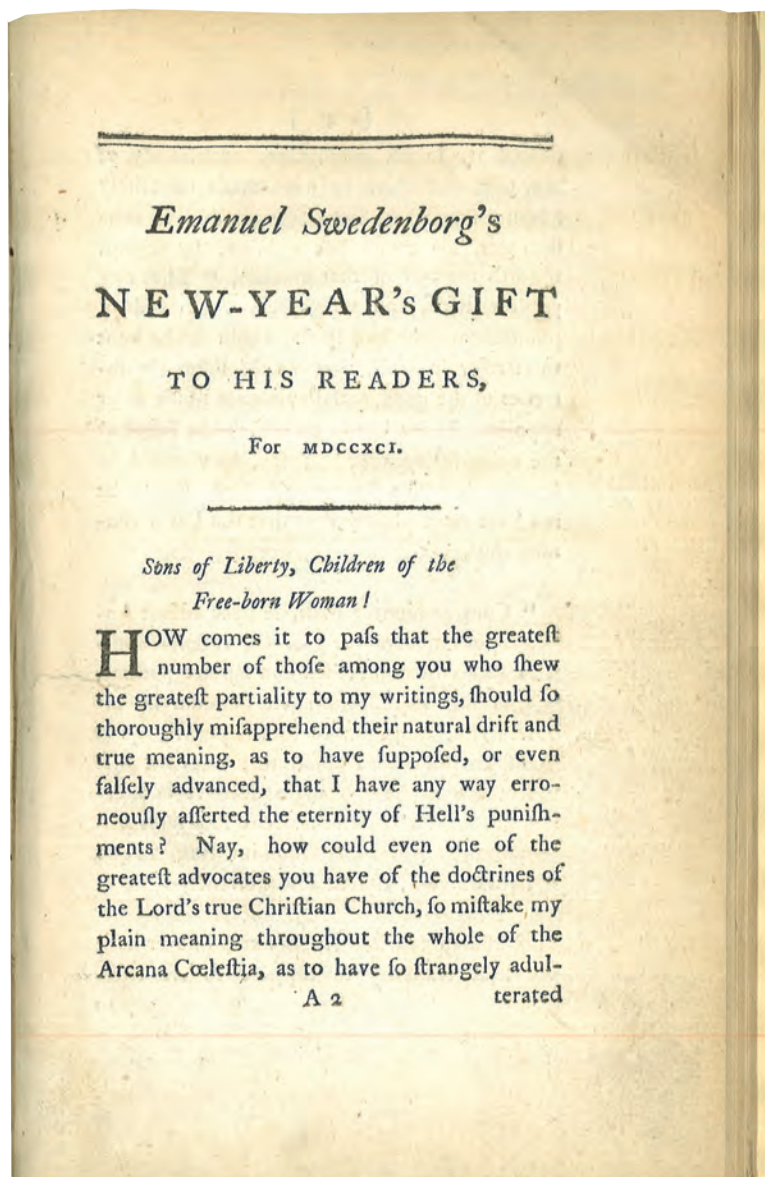 Emanuel Swedenborg's
NEW-YEAR's GIFT
TO HIS READERS,
For MDCCXCI.
Sons of Liberty, Children of the
Free-born Woman!
HOW comes it to paſs that the greateſt
number of thoſe among you who ſhew
the greateſt partiality to my writings, ſhould ſo
thoroughly miſapprehend their natural drift and
true meaning, as to have ſuppoſed, or even
falſely advanced, that I have any way erro-
neouſly aſſerted the eternity of Hell's puniſh-
ments? Nay, how could even one of the
greateſt advocates you have of the doctrines of
the Lord's true Chriſtian Church, ſo miſtake my
plain meaning throughout the whole of the
Arcana Cœleſtia, as to have ſo ſtrangely adul-
A 2 terated